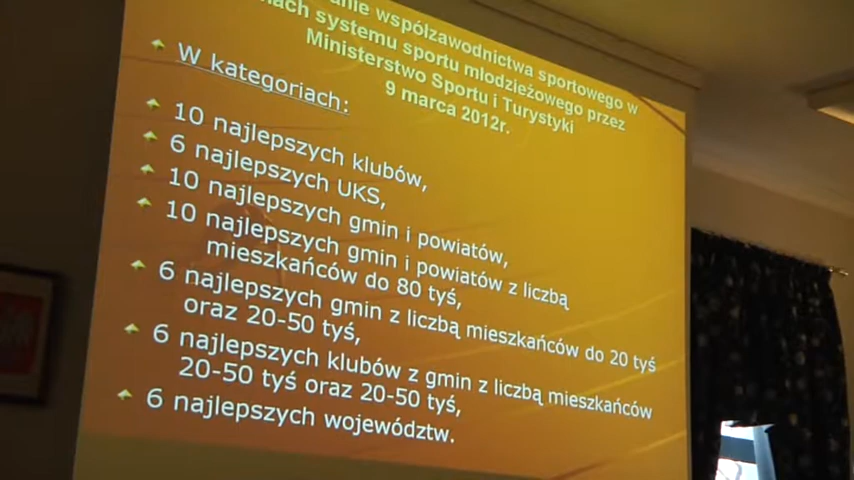 współzawodnictwa sportowego w
systemu sportu młodzieżowego przez
Ministerstwo Sportu i Turystyki
9 marca 2012r.
W kategoriach:
10 najlepszych klubów,
6 najlepszych UKS,
10 najlepszych gmin i powiatów,
10 najlepszych gmin i powiatów z liczbą
mieszkańców do 80 tyś,
6 najlepszych gmin z liczbą mieszkańców do 20 tyś
oraz 20-50 tyś,
6 najlepszych klubów z gmin z liczbą mieszkańców
20-50 tyś oraz 20-50 tyś,
6 najlepszych województw.